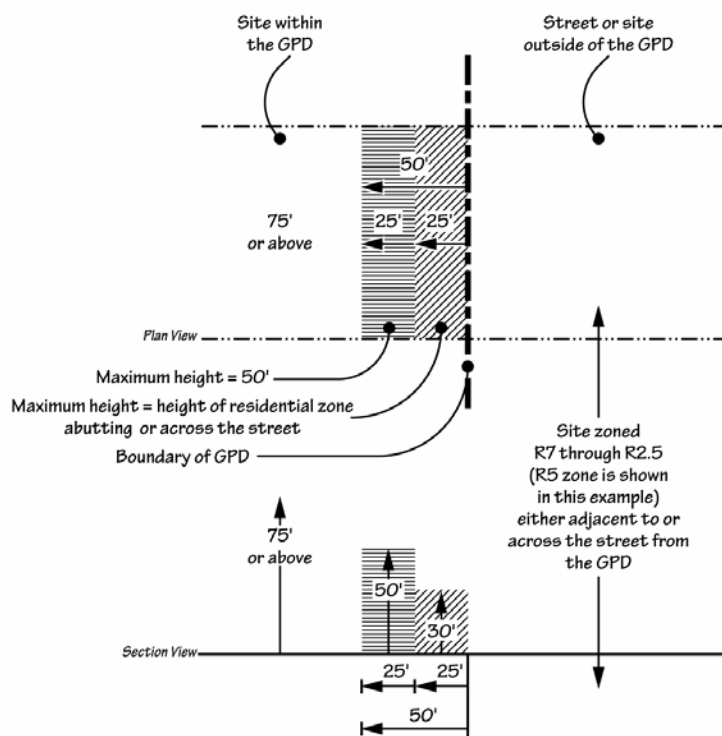 Site within
the GPD
Street or site
outside of the GPD
50'
75'
or above
25'
25'
Plan View
Maximum height = 50'
Maximum height = height of residential zone
abutting or across the street
Boundary of GPD
Site zoned
R7 through R2.5
(R5 zone is shown
in this example)
either adjacent to or
across the street from
the GPD
75'
or above
50'
30'
Section View
25'
25'
50'